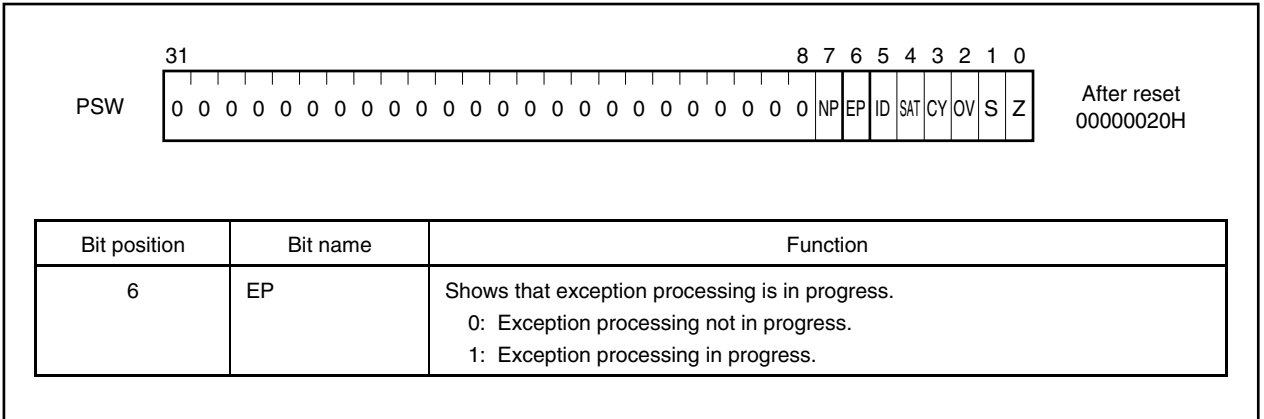 31 8 7 6 5 4 3 2 1 0
PSW 0 0 0 0 0 0 0 0 0 0 0 0 0 0 0 0 0 0 0 0 0 0 0 0 NP EP ID SAT CY OV S Z
After reset
00000020H
Bit position Bit name Function
6 EP Shows that exception processing is in progress.
0: Exception processing not in progress.
1: Exception processing in progress.